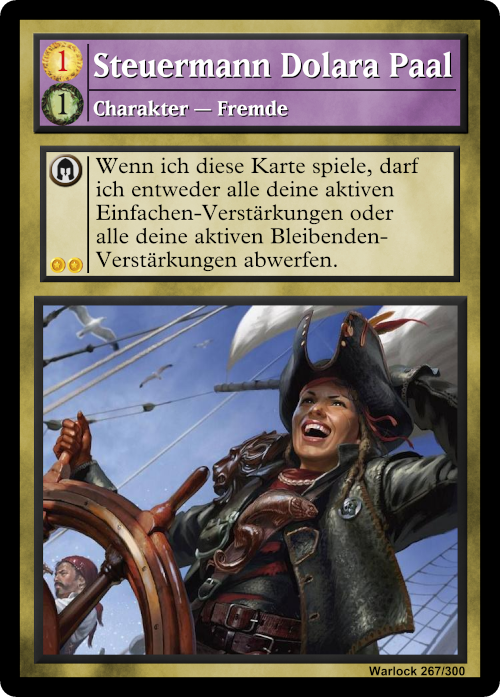 1
Steuermann Dolara Paal
1
Charakter — Fremde
Wenn ich diese Karte spiele, darf
ich entweder alle deine aktiven
Einfachen-Verstärkungen oder
alle deine aktiven Bleibenden-
Verstärkungen abwerfen.
Warlock 267/300